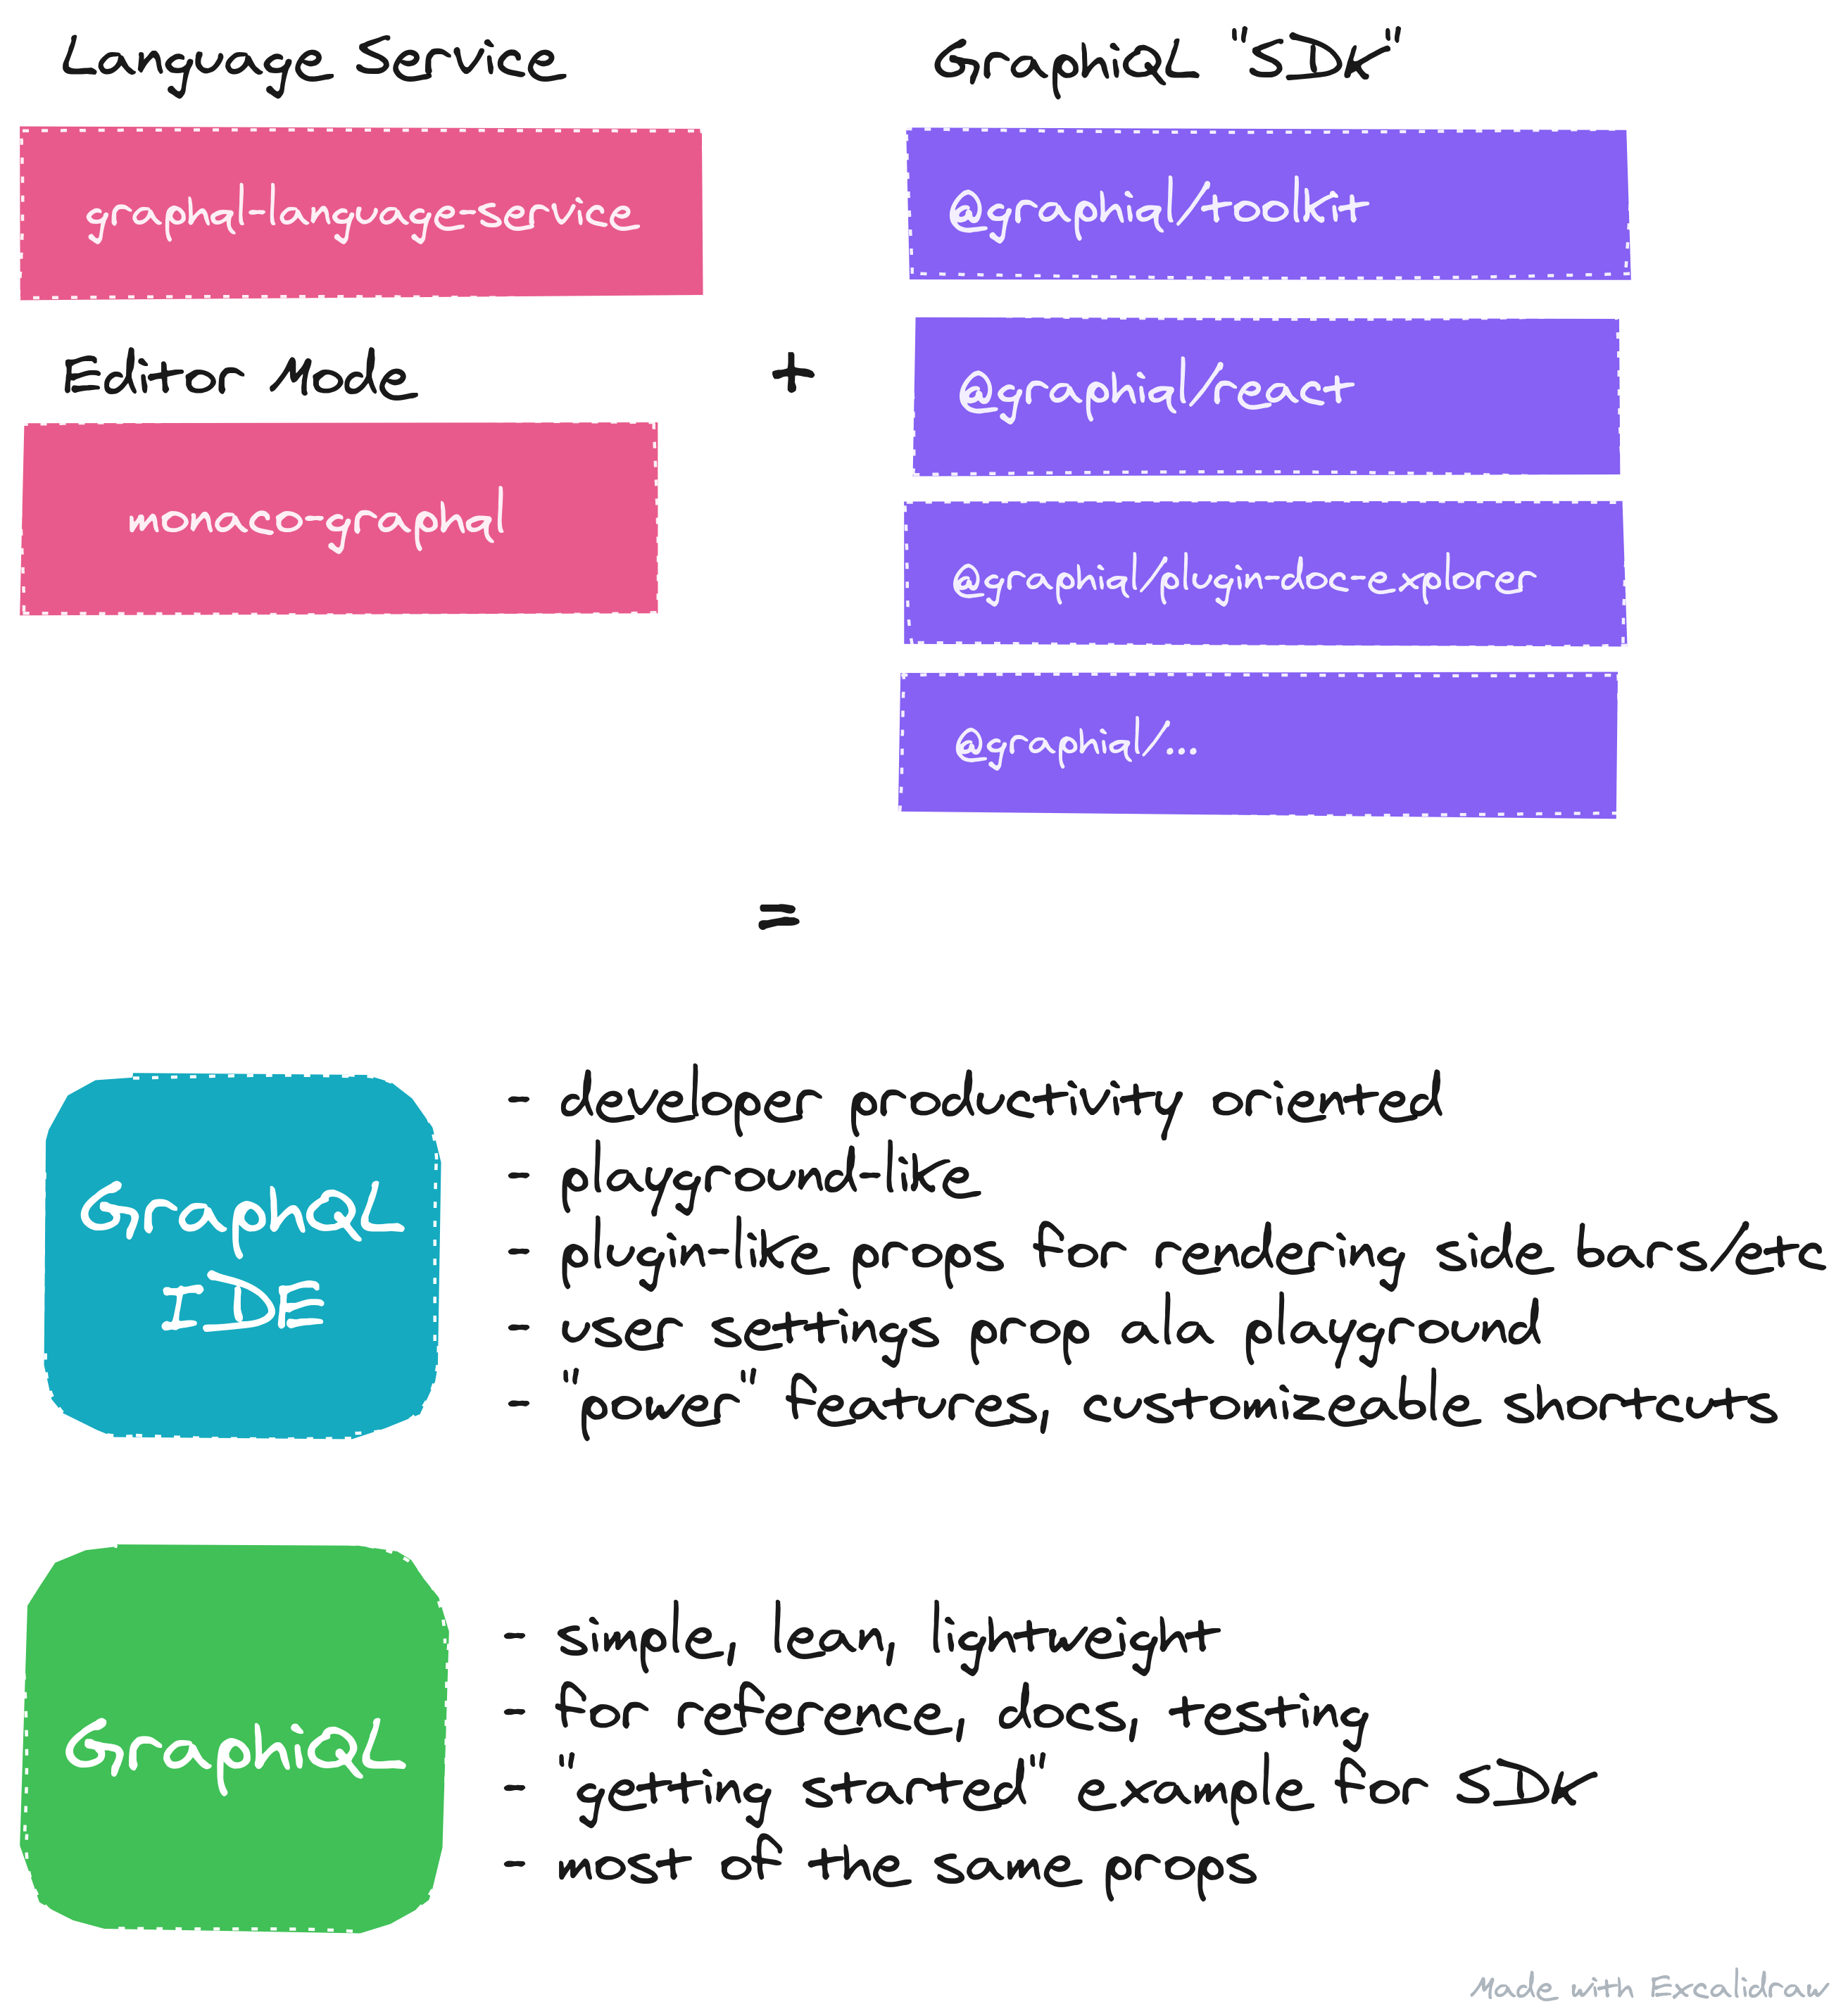 Language Service
graphql-language-service
Editor Mode
monaco-graphql
+
GraphiQL "SDK"
@graphiql/toolkit
@graphiql/react
@graphiql/plugin-doc-explorer
@graphiql/...
=
GraphQL
IDE
- developer productivity oriented
- playground-like
- plugin-like props for rendering side bars/etc
- user settings prop ala playground
- "power" features, customizeable shortcuts
GraphiQL
- simple, lean, lightweight
- for reference, docs, testing
- "getting started" example for SDK
- most of the same props
Made with Excalidraw